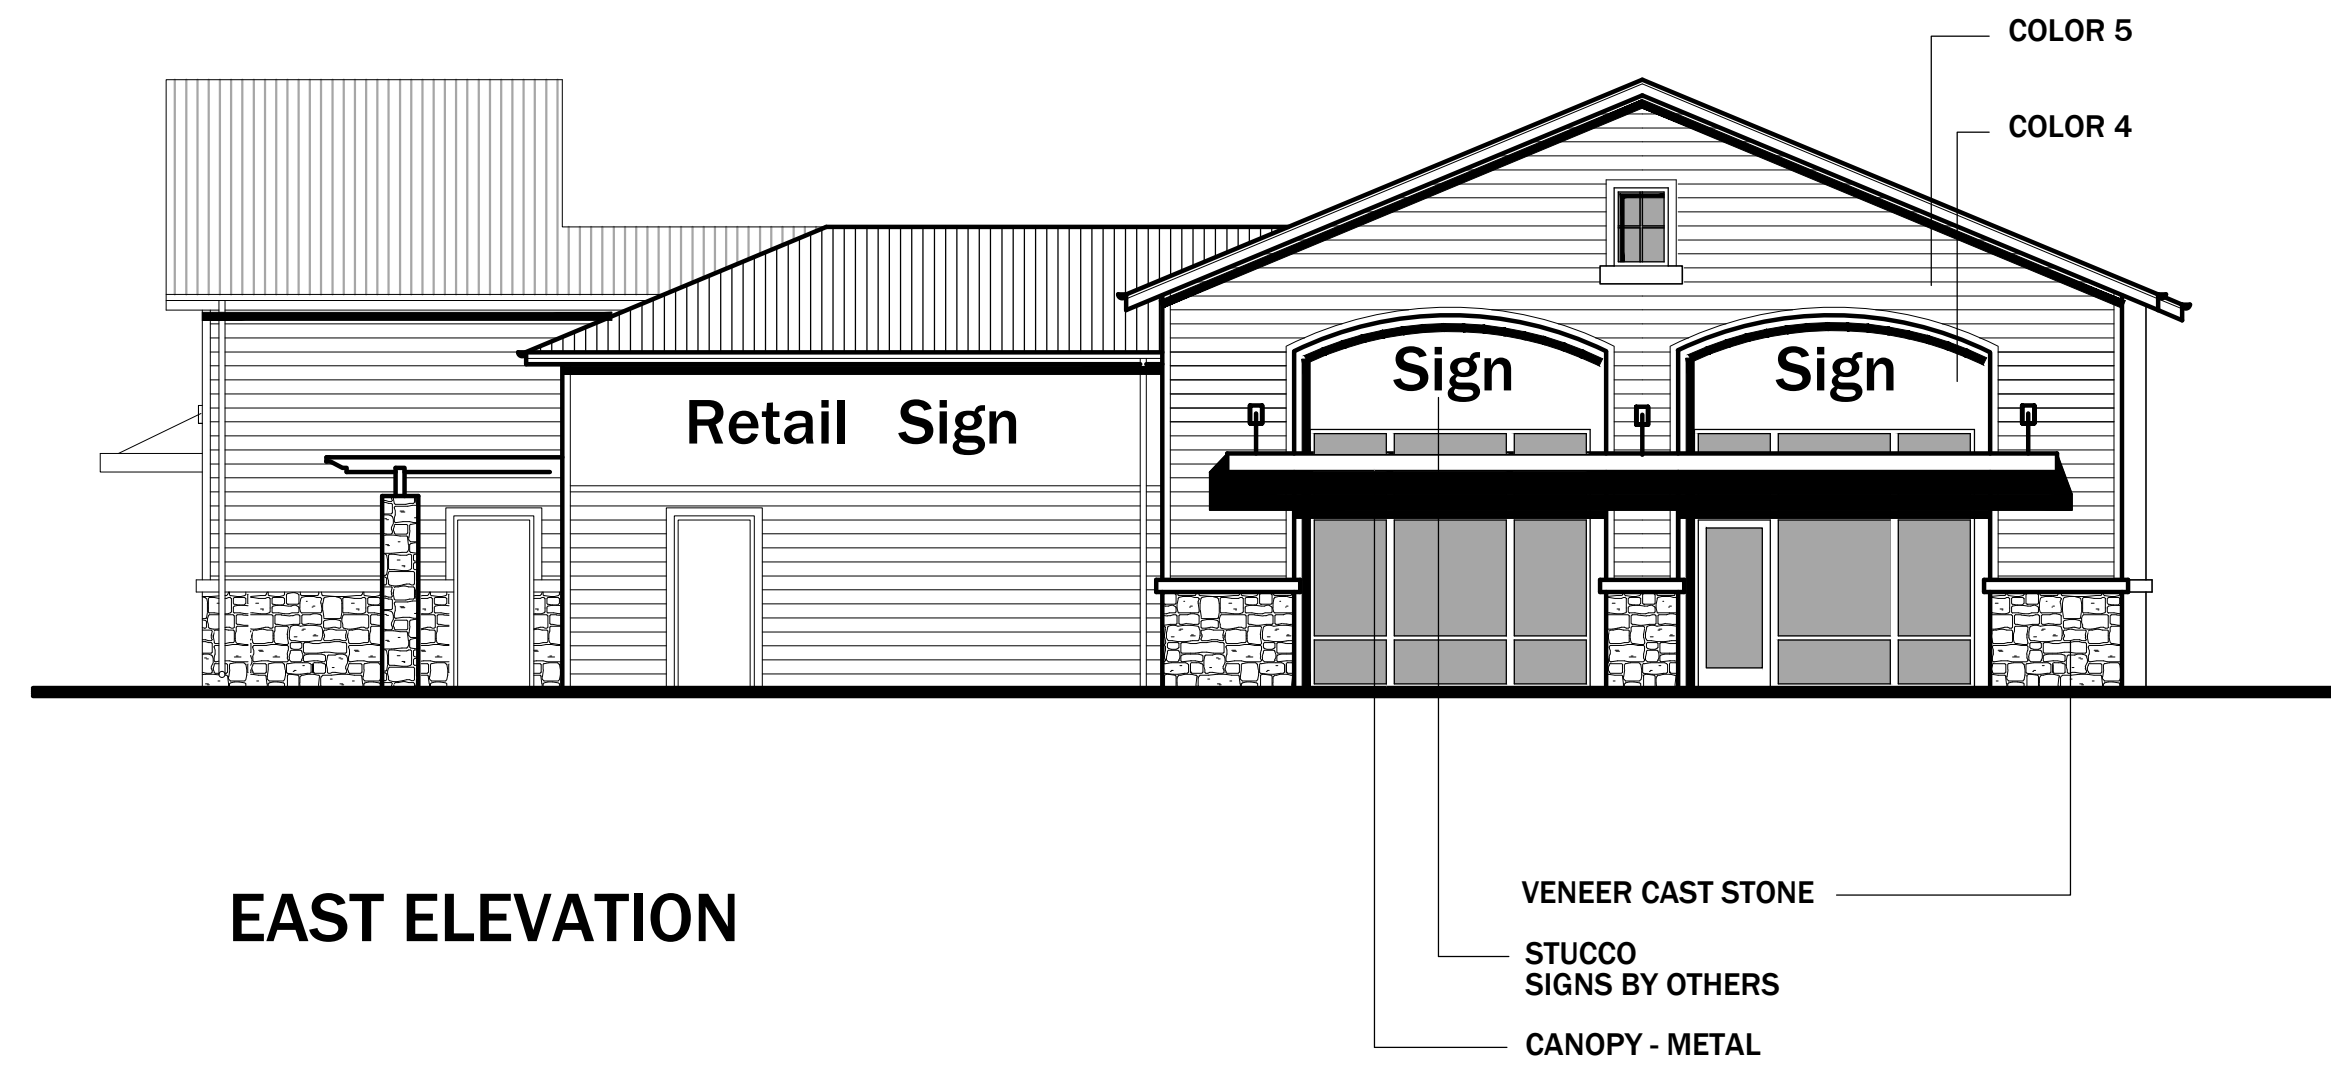 COLOR 5
COLOR 4
Sign
Sign
Retail Sign
EAST ELEVATION
VENEER CAST STONE
STUCCO
SIGNS BY OTHERS
CANOPY - METAL